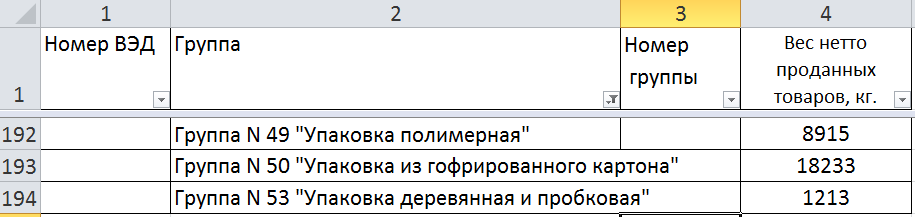 1 2 3 4
1 Номер ВЭД Группа Номер группы Вес нетто проданных товаров, кг.
192 Группа N 49 "Упаковка полимерная" 8915
193 Группа N 50 "Упаковка из гофрированного картона" 18233
194 Группа N 53 "Упаковка деревянная и пробковая" 1213